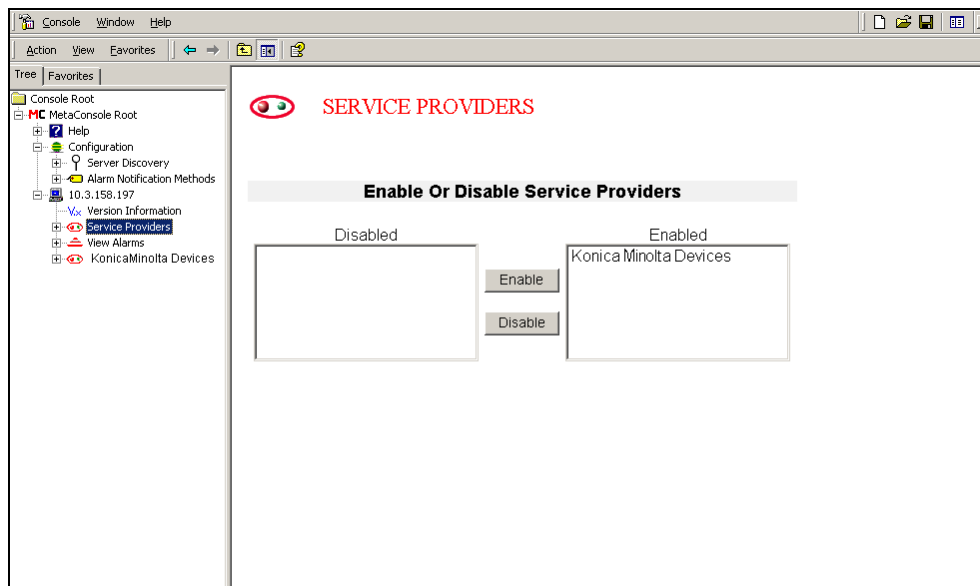 Console Window Help
Action View Favorites
Tree Favorites
Console Root
MC MetaConsole Root
? Help
Configuration
Server Discovery
Alarm Notification Methods
10.3.158.197
V.x Version Information
Service Providers
View Alarms
KonicaMinolta Devices
SERVICE PROVIDERS
Enable Or Disable Service Providers
Disabled Enabled
Konica Minolta Devices
Enable
Disable